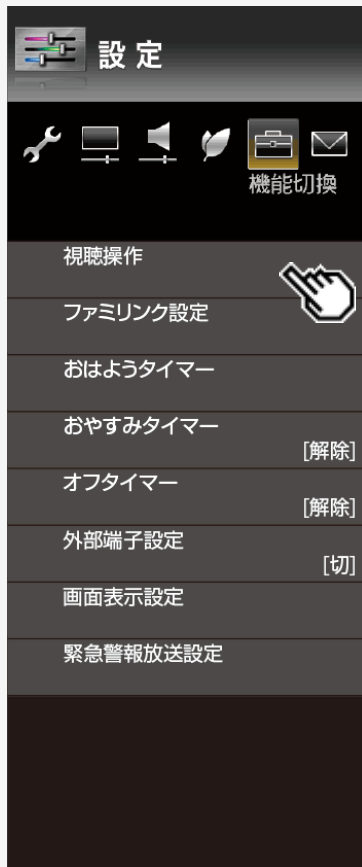 設定
機能切換
視聴操作
ファミリンク設定
おはようタイマー
おやすみタイマー
[解除]
オフタイマー
[解除]
外部端子設定
[切]
画面表示設定
緊急警報放送設定